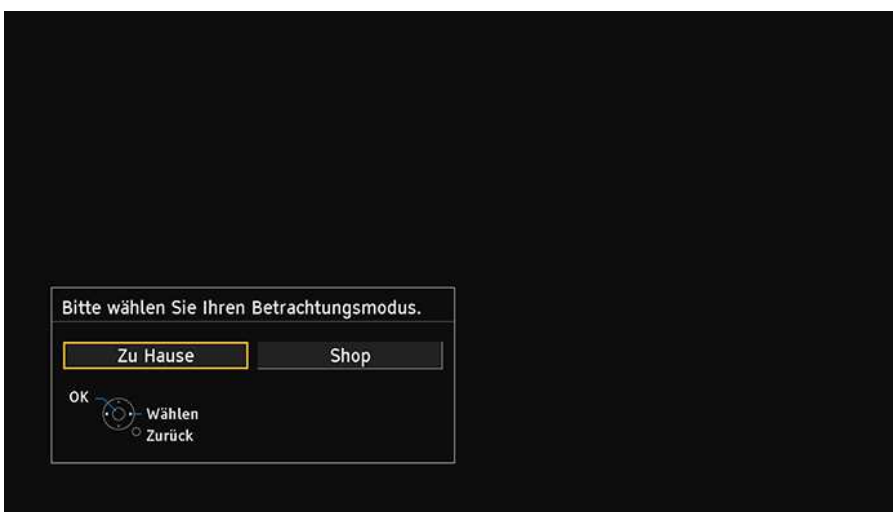 Bitte wählen Sie Ihren Betrachtungsmodus.
Zu Hause Shop
OK
Wählen
Zurück